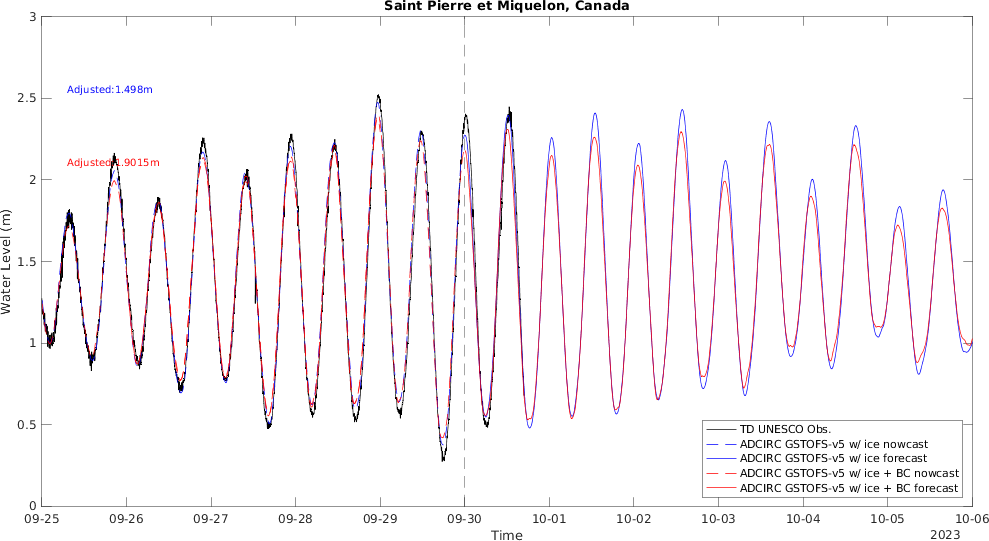 Saint Pierre et Miquelon, Canada
3
2.5
2
1.5
1
0.5
0
Water Level (m)
Adjusted:1.498m
Adjusted:1.9015m
TD UNESCO Obs.
ADCIRC GSTOFS-v5 w/ ice nowcast
ADCIRC GSTOFS-v5 w/ ice forecast
ADCIRC GSTOFS-v5 w/ ice + BC nowcast
ADCIRC GSTOFS-v5 w/ ice + BC forecast
09-25 09-26 09-27 09-28 09-29 09-30 10-01 10-02 10-03 10-04 10-05 10-06
Time
2023